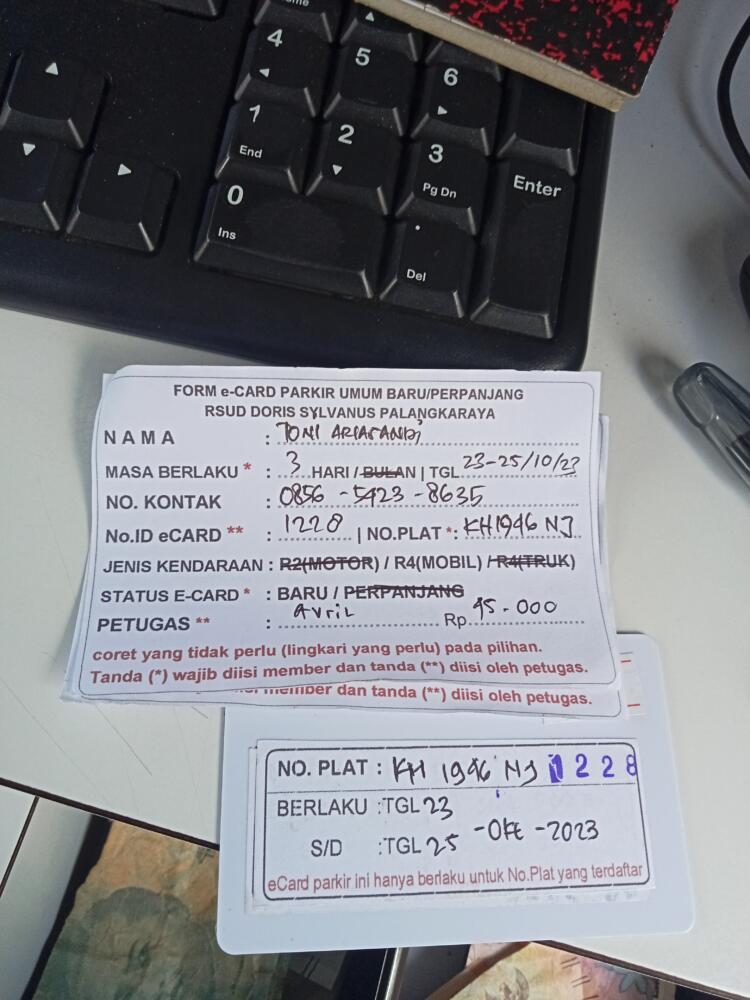 4
5
6
1
End
2
3
Pg Dn
Enter
0
Ins
.
Del
FORM e-CARD PARKIR UMUM BARU/PERPANJANG
RSUD DORIS SYLVANUS PALANGKARAYA
NAMA : TONI ARIAFANDI
MASA BERLAKU * : 3 HARI / BULAN | TGL 23-25/10/23
NO. KONTAK : 0856 - 5423 - 8635
No.ID eCARD ** : 1228 | NO.PLAT *: KH 1946 NJ
JENIS KENDARAAN : R2(MOTOR) / R4(MOBIL) / R4(TRUK)
STATUS E-CARD * : BARU / PERPANJANG
PETUGAS ** : Avril Rp. 45.000
coret yang tidak perlu (lingkari yang perlu) pada pilihan.
Tanda (*) wajib diisi member dan tanda (**) diisi oleh petugas.
member dan tanda (**) diisi oleh petugas.
NO. PLAT : KH 1946 NJ 1228
BERLAKU :TGL 23
S/D :TGL 25 - OKT - 2023
eCard parkir ini hanya berlaku untuk No.Plat yang terdaftar